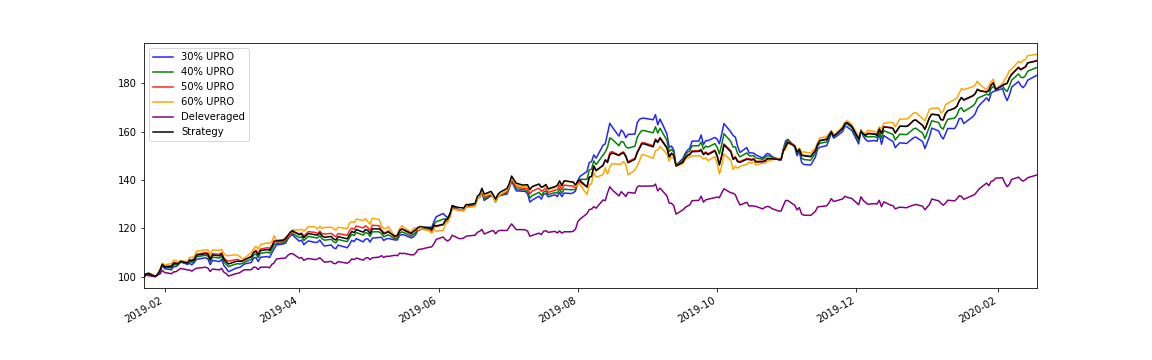 30% UPRO
40% UPRO
50% UPRO
60% UPRO
Deleveraged
Strategy
180
160
140
120
100
2019-02
2019-04
2019-06
2019-08
2019-10
2019-12
2020-02